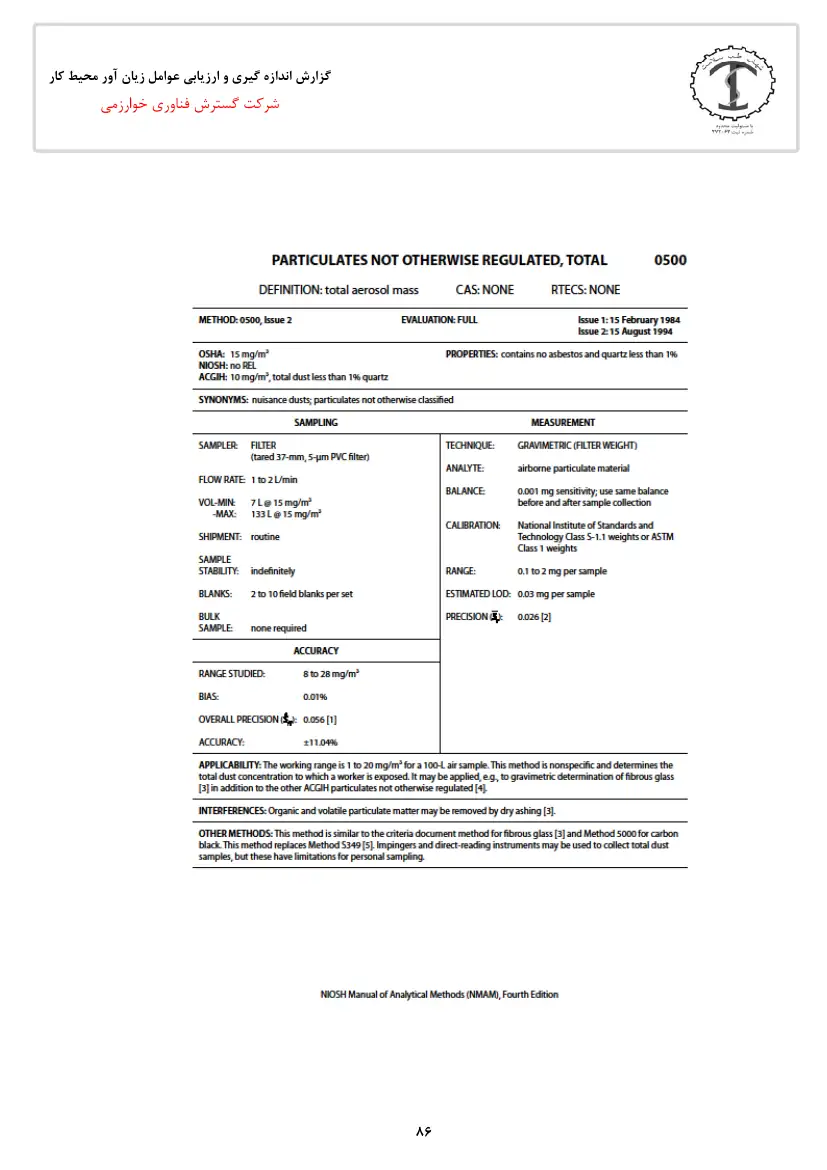 گزارش اندازه گیری و ارزیابی عوامل زیان آور محیط کار
شرکت گسترش فناوری خوارزمی
شهاب طب سلامت
با مسئولیت محدود
PARTICULATES NOT OTHERWISE REGULATED, TOTAL 0500
DEFINITION: total aerosol mass CAS: NONE RTECS: NONE
METHOD: 0500, Issue 2 EVALUATION: FULL Issue 1: 15 February 1984
Issue 2: 15 August 1994
OSHA: 15 mg/m³ PROPERTIES: contains no asbestos and quartz less than 1%
NIOSH: no REL
ACGIH: 10 mg/m³, total dust less than 1% quartz
SYNONYMS: nuisance dusts; particulates not otherwise classified
SAMPLING
SAMPLER: FILTER
(tared 37-mm, 5-μm PVC filter)
FLOW RATE: 1 to 2 L/min
VOL-MIN: 7 L @ 15 mg/m³
-MAX: 133 L @ 15 mg/m³
SHIPMENT: routine
SAMPLE
STABILITY: indefinitely
BLANKS: 2 to 10 field blanks per set
BULK
SAMPLE: none required
ACCURACY
RANGE STUDIED: 8 to 28 mg/m³
BIAS: 0.01%
OVERALL PRECISION ( ): 0.056 [1]
ACCURACY: ±11.04%
MEASUREMENT
TECHNIQUE: GRAVIMETRIC (FILTER WEIGHT)
ANALYTE: airborne particulate material
BALANCE: 0.001 mg sensitivity; use same balance
before and after sample collection
CALIBRATION: National Institute of Standards and
Technology Class S-1.1 weights or ASTM
Class 1 weights
RANGE: 0.1 to 2 mg per sample
ESTIMATED LOD: 0.03 mg per sample
PRECISION ( ): 0.026 [2]
APPLICABILITY: The working range is 1 to 20 mg/m³ for a 100-L air sample. This method is nonspecific and determines the
total dust concentration to which a worker is exposed. It may be applied, e.g., to gravimetric determination of fibrous glass
[3] in addition to the other ACGIH particulates not otherwise regulated [4].
INTERFERENCES: Organic and volatile particulate matter may be removed by dry ashing [3].
OTHER METHODS: This method is similar to the criteria document method for fibrous glass [3] and Method 5000 for carbon
black. This method replaces Method S349 [5]. Impingers and direct-reading instruments may be used to collect total dust
samples, but these have limitations for personal sampling.
NIOSH Manual of Analytical Methods (NMAM), Fourth Edition
۸۶